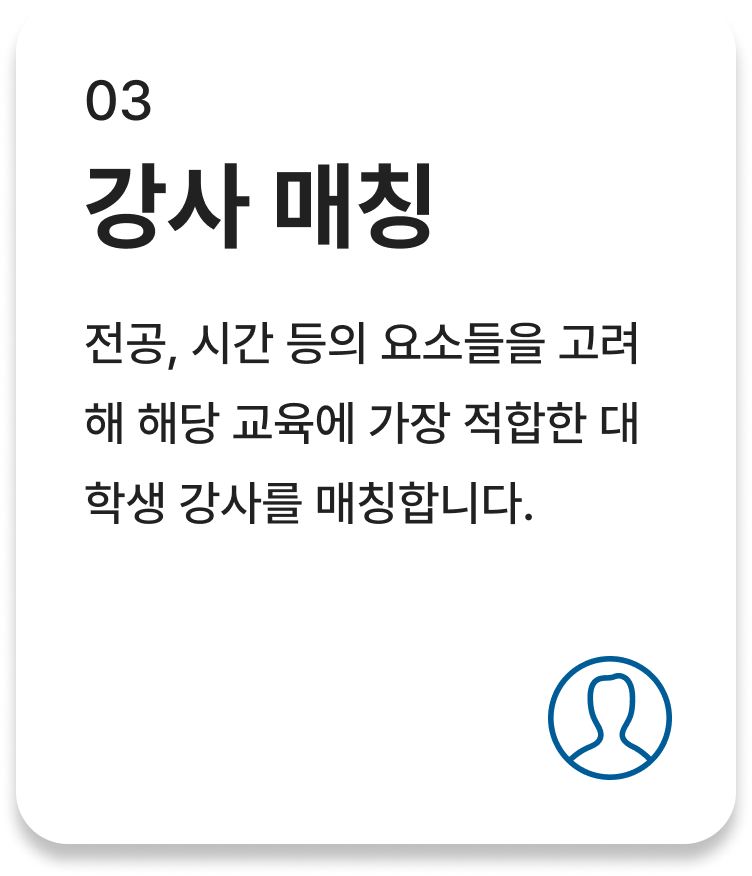 03
강사 매칭
전공, 시간 등의 요소들을 고려
해 해당 교육에 가장 적합한 대
학생 강사를 매칭합니다.